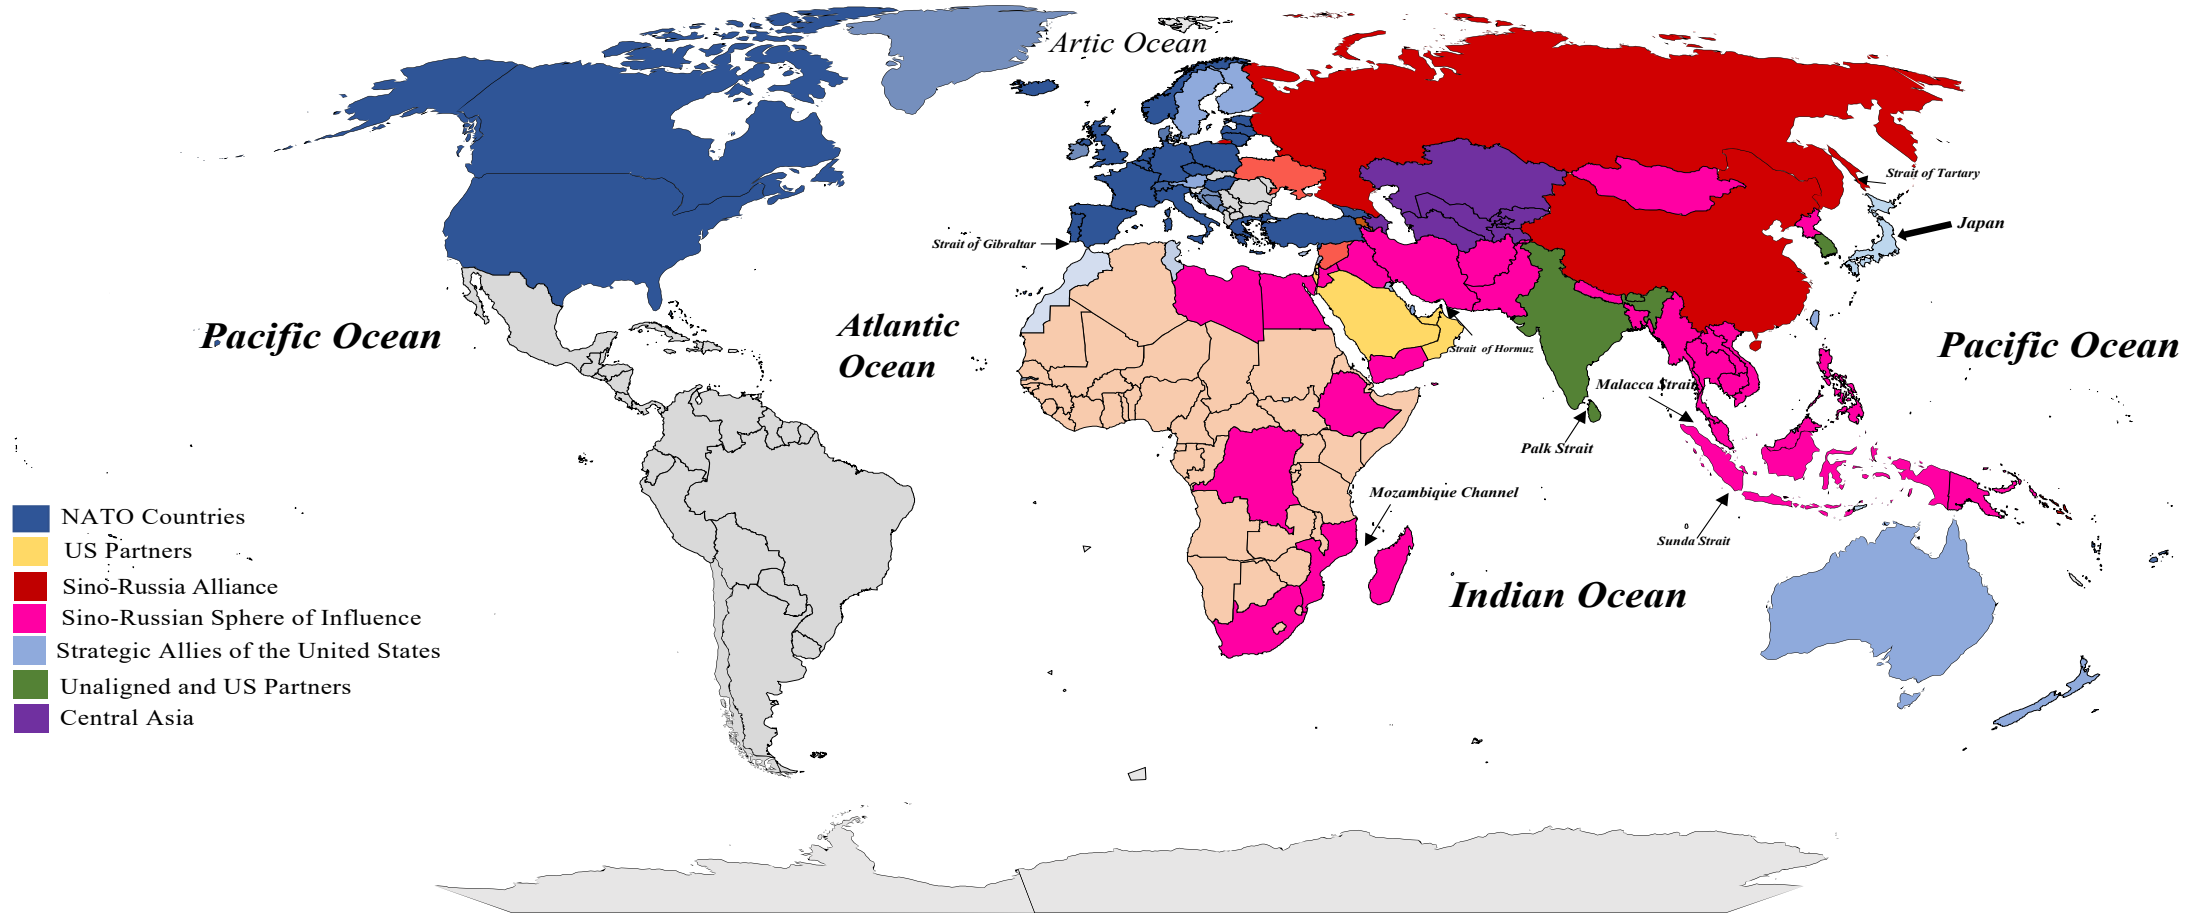 Artic Ocean
Strait of Tartary
Japan
Strait of Gibraltar
Pacific Ocean
Atlantic
Ocean
Strait of Hormuz
Pacific Ocean
Malacca Strait
Palk Strait
Mozambique Channel
Sunda Strait
Indian Ocean
NATO Countries
US Partners
Sino-Russia Alliance
Sino-Russian Sphere of Influence
Strategic Allies of the United States
Unaligned and US Partners
Central Asia